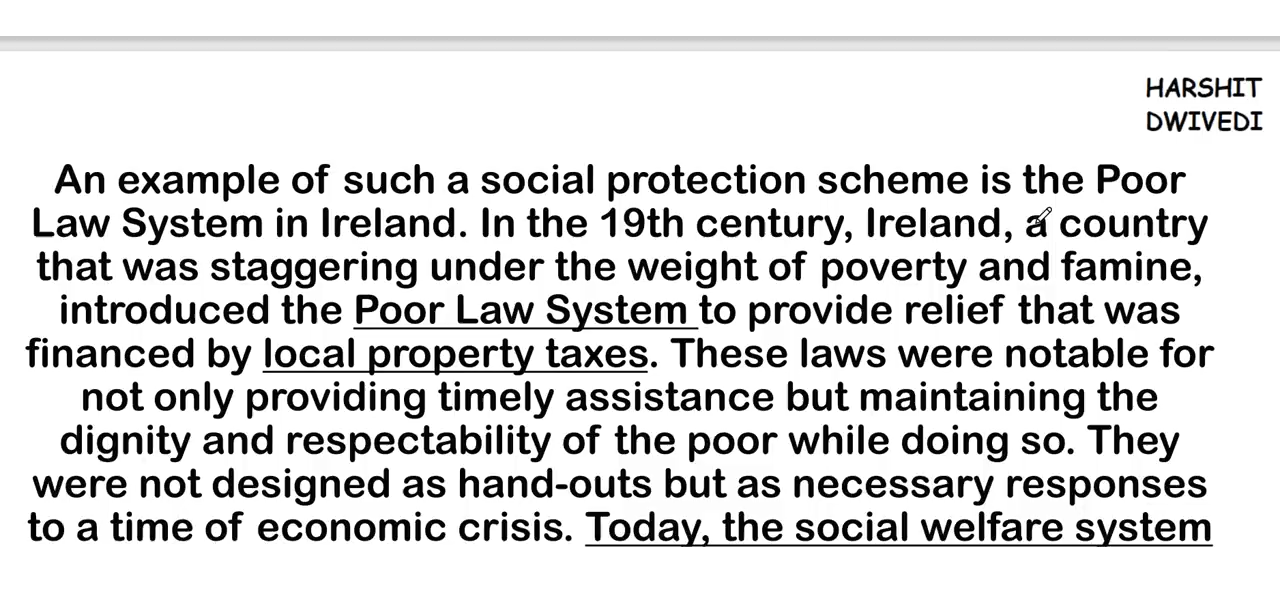 HARSHIT
DWIVEDI
An example of such a social protection scheme is the Poor
Law System in Ireland. In the 19th century, Ireland, a country
that was staggering under the weight of poverty and famine,
introduced the Poor Law System to provide relief that was
financed by local property taxes. These laws were notable for
not only providing timely assistance but maintaining the
dignity and respectability of the poor while doing so. They
were not designed as hand-outs but as necessary responses
to a time of economic crisis. Today, the social welfare system